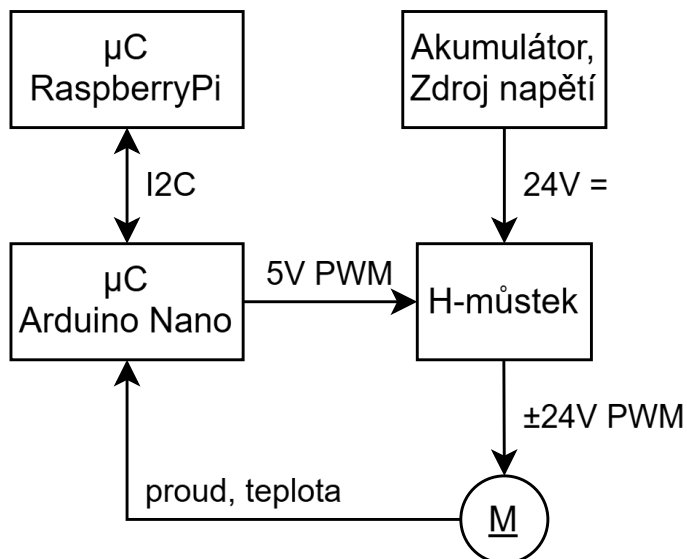 µC
RaspberryPi
Akumulátor,
Zdroj napětí
I2C
24V =
µC
Arduino Nano
5V PWM
H-můstek
±24V PWM
proud, teplota
M